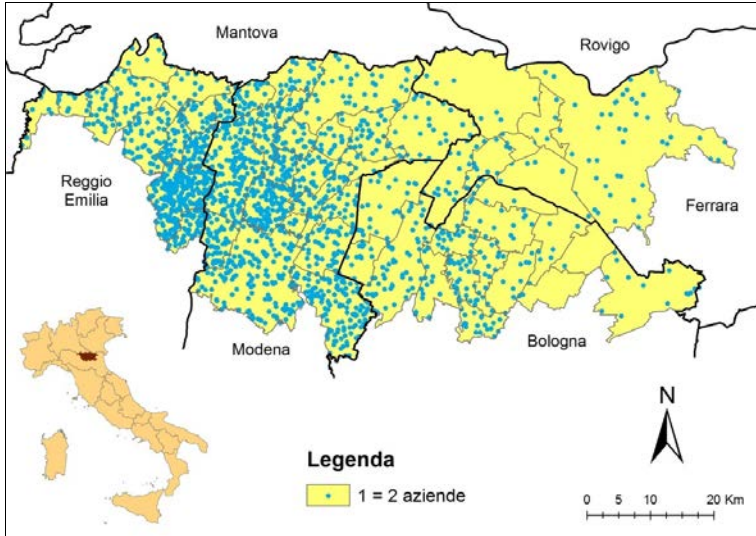 Mantova
Rovigo
Reggio
Emilia
Ferrara
Modena
Bologna
N
Legenda
1 = 2 aziende
0 5 10 20 Km